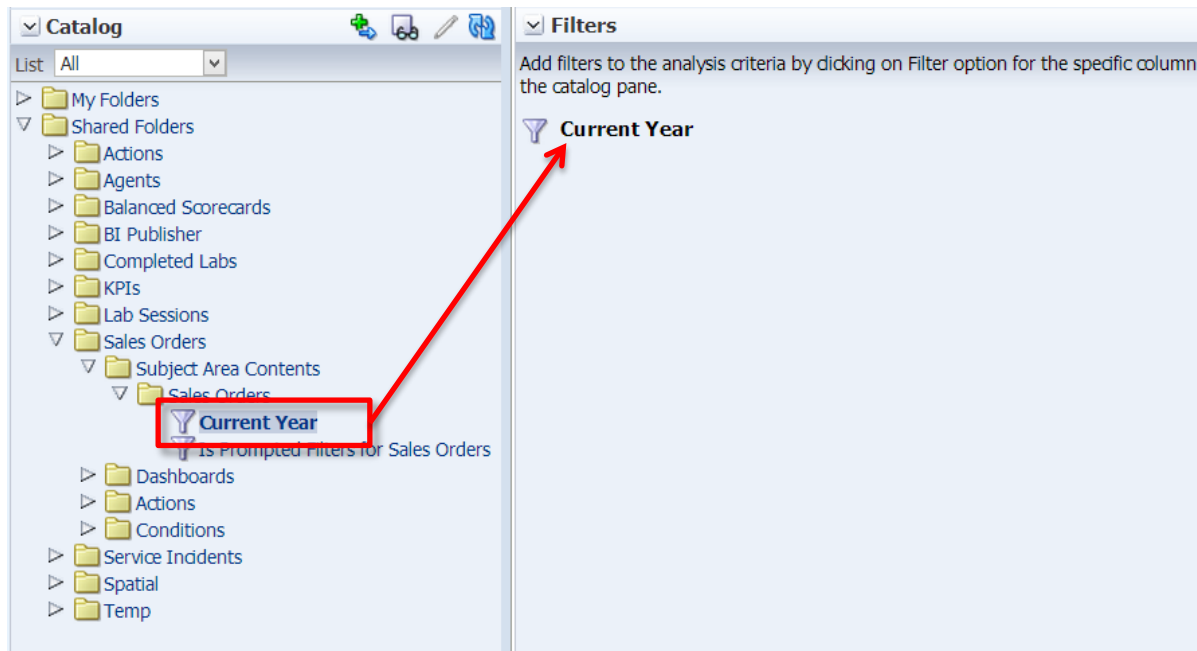 Catalog
List All
My Folders
Shared Folders
Actions
Agents
Balanced Scorecards
BI Publisher
Completed Labs
KPIs
Lab Sessions
Sales Orders
Subject Area Contents
Sales Orders
Current Year
Is Prompted Filters for Sales Orders
Dashboards
Actions
Conditions
Service Incidents
Spatial
Temp
Filters
Add filters to the analysis criteria by clicking on Filter option for the specific column
the catalog pane.
Current Year